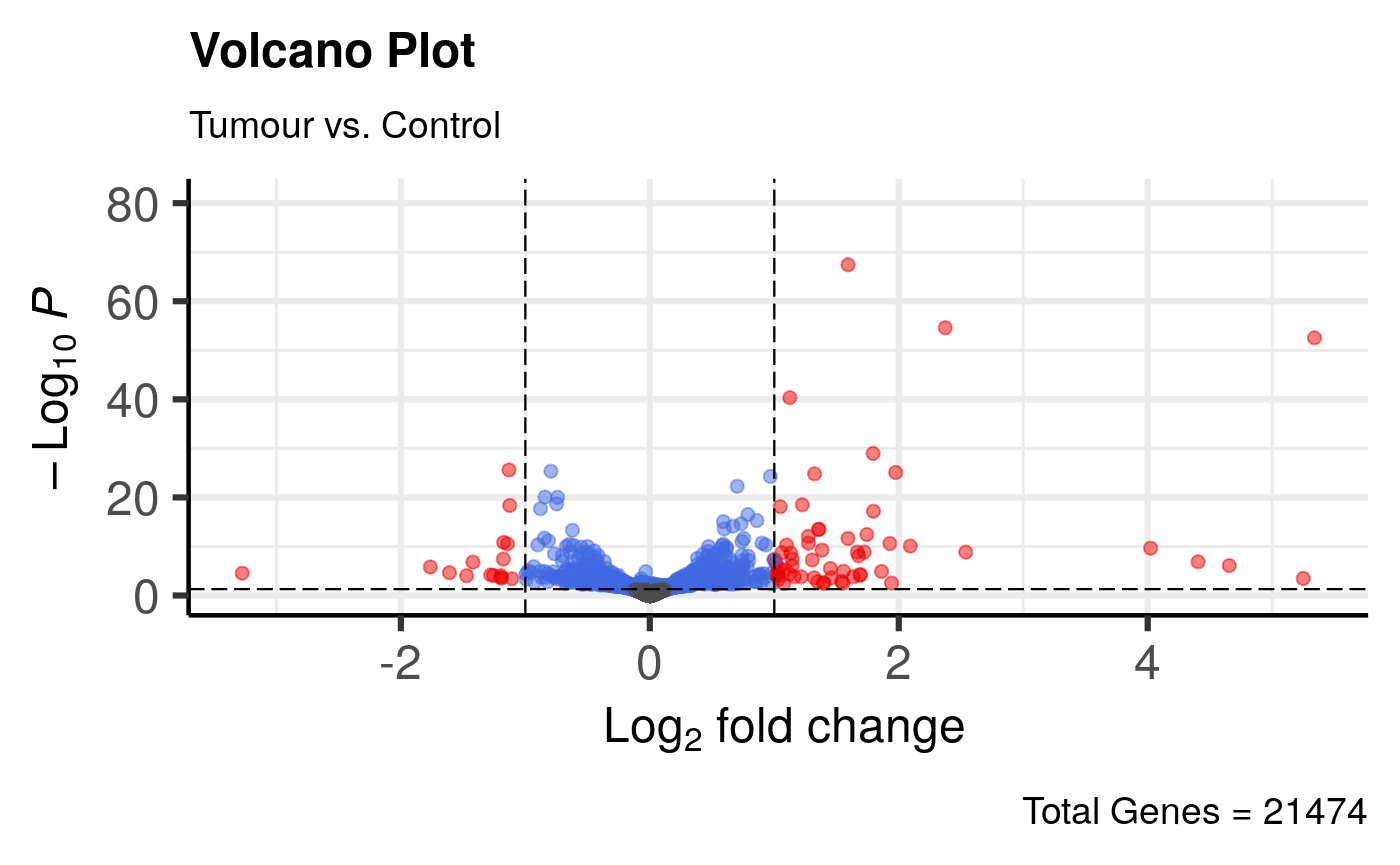 Volcano Plot
Tumour vs. Control
80
60
40
20
0
− Log₁₀ P
-2 0 2 4
Log₂ fold change
Total Genes = 21474